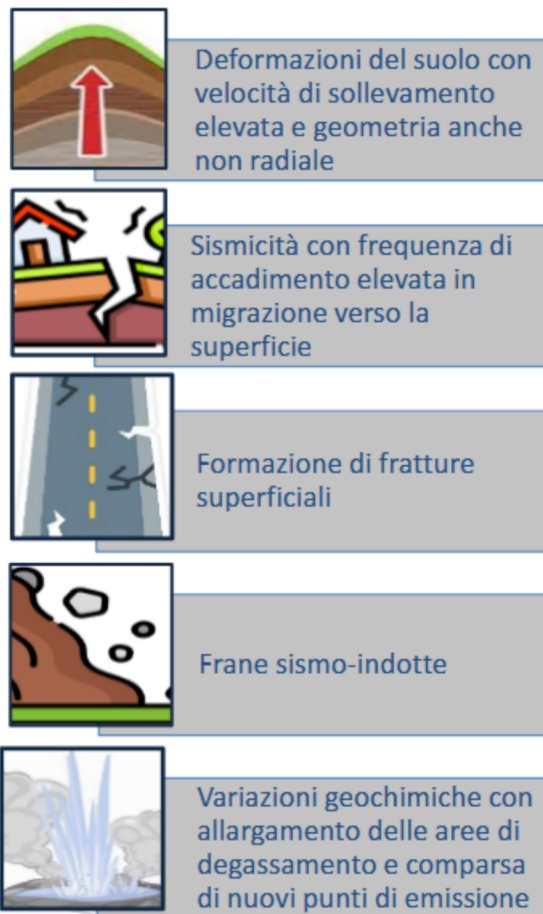 Deformazioni del suolo con
velocità di sollevamento
elevata e geometria anche
non radiale
Sismicità con frequenza di
accadimento elevata in
migrazione verso la
superficie
Formazione di fratture
superficiali
Frane sismo-indotte
Variazioni geochimiche con
allargamento delle aree di
degassamento e comparsa
di nuovi punti di emissione